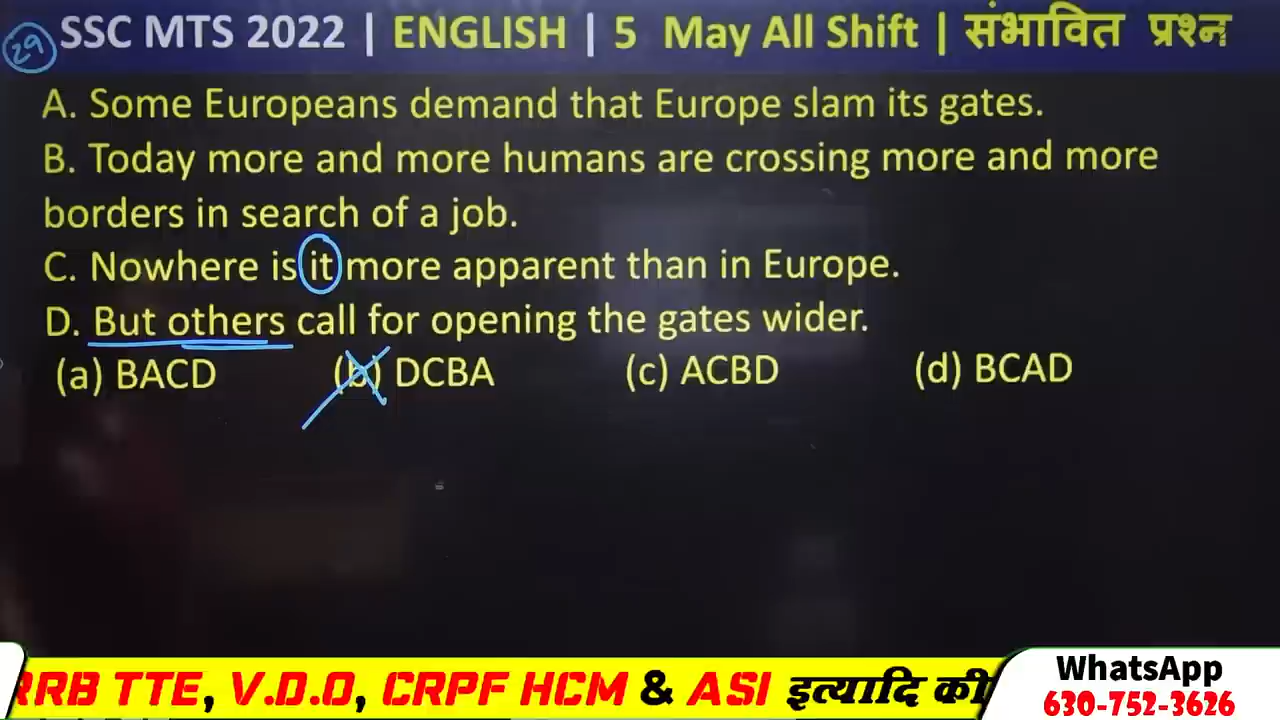 29 SSC MTS 2022 | ENGLISH | 5 May All Shift | संभावित प्रश्न
A. Some Europeans demand that Europe slam its gates.
B. Today more and more humans are crossing more and more
borders in search of a job.
C. Nowhere is it more apparent than in Europe.
D. But others call for opening the gates wider.
(a) BACD (b) DCBA (c) ACBD (d) BCAD
RRB TTE, V.D.O, CRPF HCM & ASI इत्यादि की
WhatsApp
630-752-3626